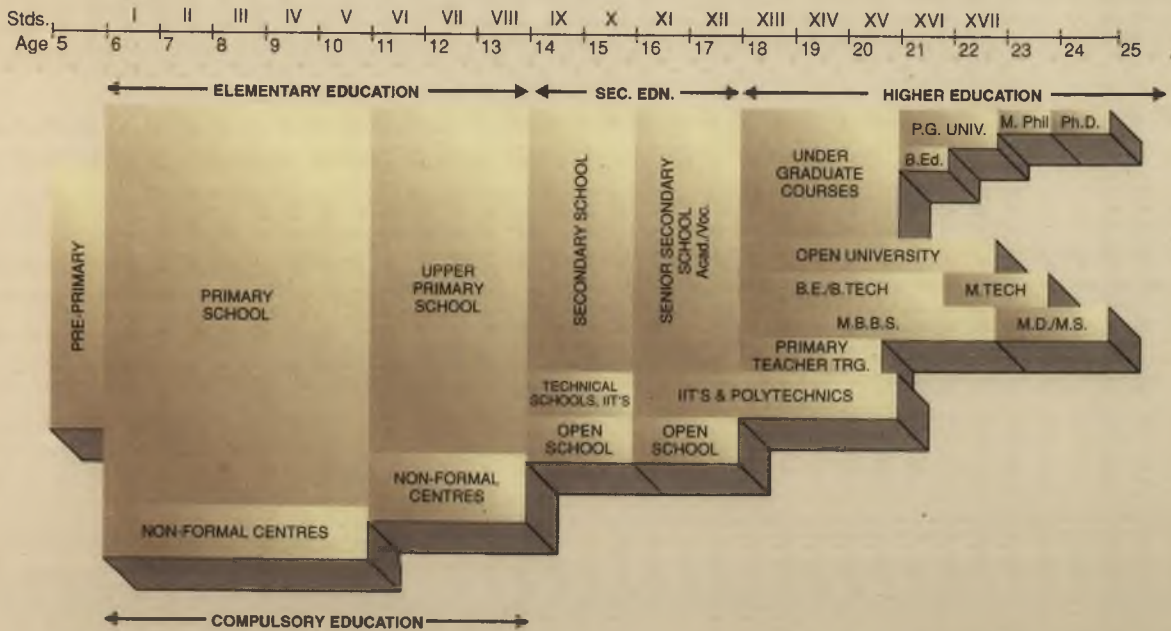 Stds. I II III IV V VI VII VIII IX X XI XII XIII XIV XV XVI XVII
Age 5 6 7 8 9 10 11 12 13 14 15 16 17 18 19 20 21 22 23 24 25
ELEMENTARY EDUCATION
SEC. EDN.
HIGHER EDUCATION
PRE-PRIMARY
PRIMARY
SCHOOL
NON-FORMAL CENTRES
UPPER
PRIMARY
SCHOOL
NON-FORMAL
CENTRES
SECONDARY SCHOOL
TECHNICAL
SCHOOLS, IIT'S
OPEN
SCHOOL
SENIOR SECONDARY
SCHOOL
Acad./Voc.
OPEN
SCHOOL
UNDER
GRADUATE
COURSES
P.G. UNIV.
M. Phil
Ph.D.
B.Ed.
OPEN UNIVERSITY
B.E./B.TECH
M.TECH
M.B.B.S.
M.D./M.S.
PRIMARY
TEACHER TRG.
IIT'S & POLYTECHNICS
COMPULSORY EDUCATION